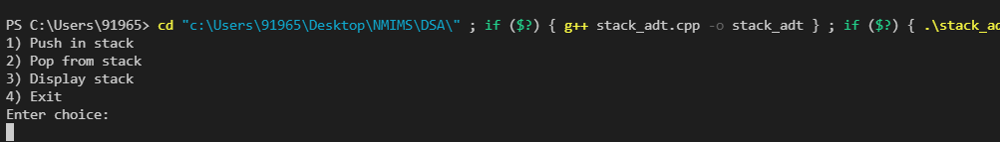 PS C:\Users\91965> cd "c:\Users\91965\Desktop\NMIMS\DSA\" ; if ($?) { g++ stack_adt.cpp -o stack_adt } ; if ($?) { .\stack_ad
1) Push in stack
2) Pop from stack
3) Display stack
4) Exit
Enter choice: